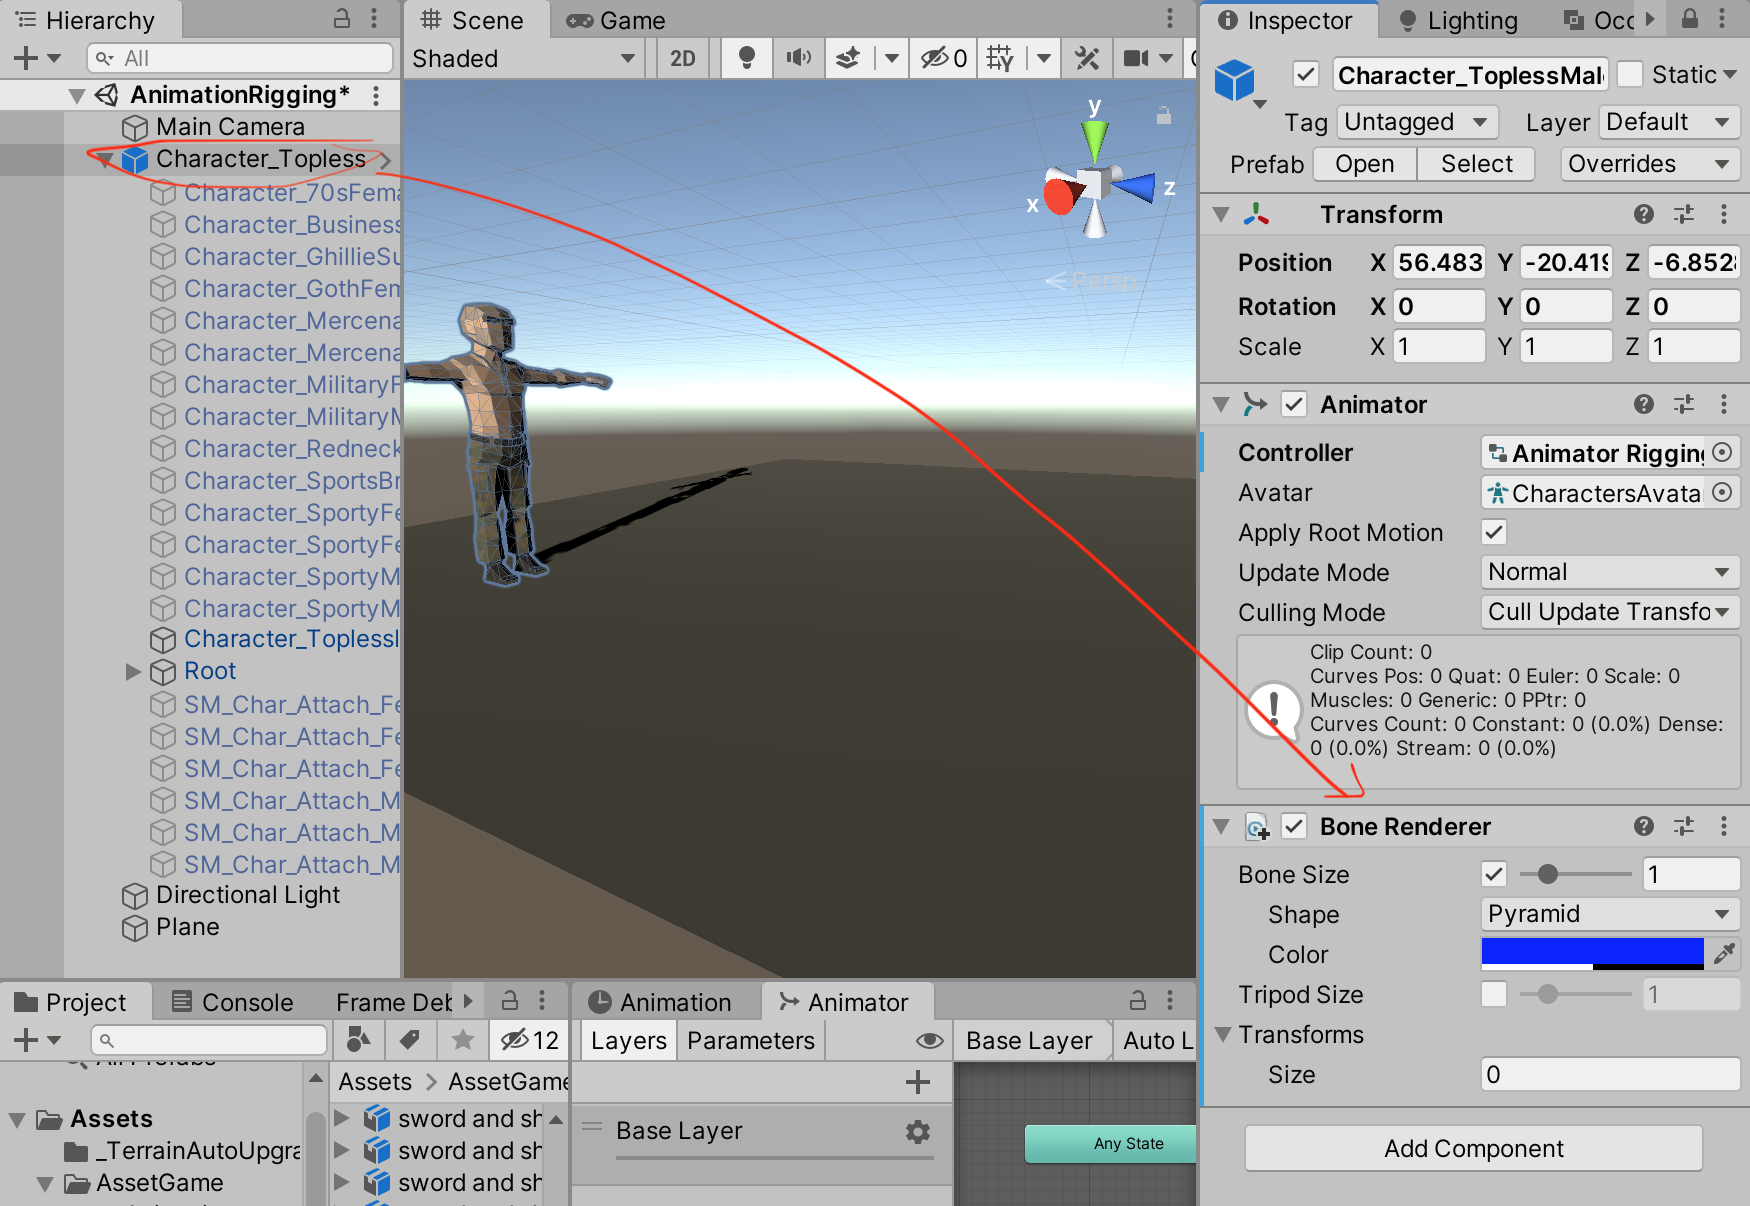 Hierarchy
All
AnimationRigging*
Main Camera
Character_Topless
Character_70sFema
Character_Business
Character_GhillieSu
Character_GothFem
Character_Mercena
Character_Mercena
Character_MilitaryF
Character_MilitaryM
Character_Redneck
Character_SportsBr
Character_SportyFe
Character_SportyFe
Character_SportyM
Character_SportyM
Character_Topless
Root
SM_Char_Attach_Fe
SM_Char_Attach_Fe
SM_Char_Attach_Fe
SM_Char_Attach_M
SM_Char_Attach_M
SM_Char_Attach_M
Directional Light
Plane
Scene Game
Shaded 2D 0
y
x
z
Persp
Inspector Lighting Occ
Character_ToplessMal Static
Tag Untagged Layer Default
Prefab Open Select Overrides
Transform
Position X 56.483 Y -20.419 Z -6.852
Rotation X 0 Y 0 Z 0
Scale X 1 Y 1 Z 1
Animator
Controller Animator Rigging
Avatar CharactersAvata
Apply Root Motion
Update Mode Normal
Culling Mode Cull Update Transfo
Clip Count: 0
Curves Pos: 0 Quat: 0 Euler: 0 Scale: 0
Muscles: 0 Generic: 0 PPtr: 0
Curves Count: 0 Constant: 0 (0.0%) Dense:
0 (0.0%) Stream: 0 (0.0%)
Bone Renderer
Bone Size 1
Shape Pyramid
Color
Tripod Size 1
Transforms
Size 0
Add Component
Project Console Frame Deb
12
All Prefabs
Assets
_TerrainAutoUpgra
AssetGame
Assets > AssetGame
sword and sh
sword and sh
sword and sh
Animation Animator
Layers Parameters Base Layer Auto L
Base Layer
Any State